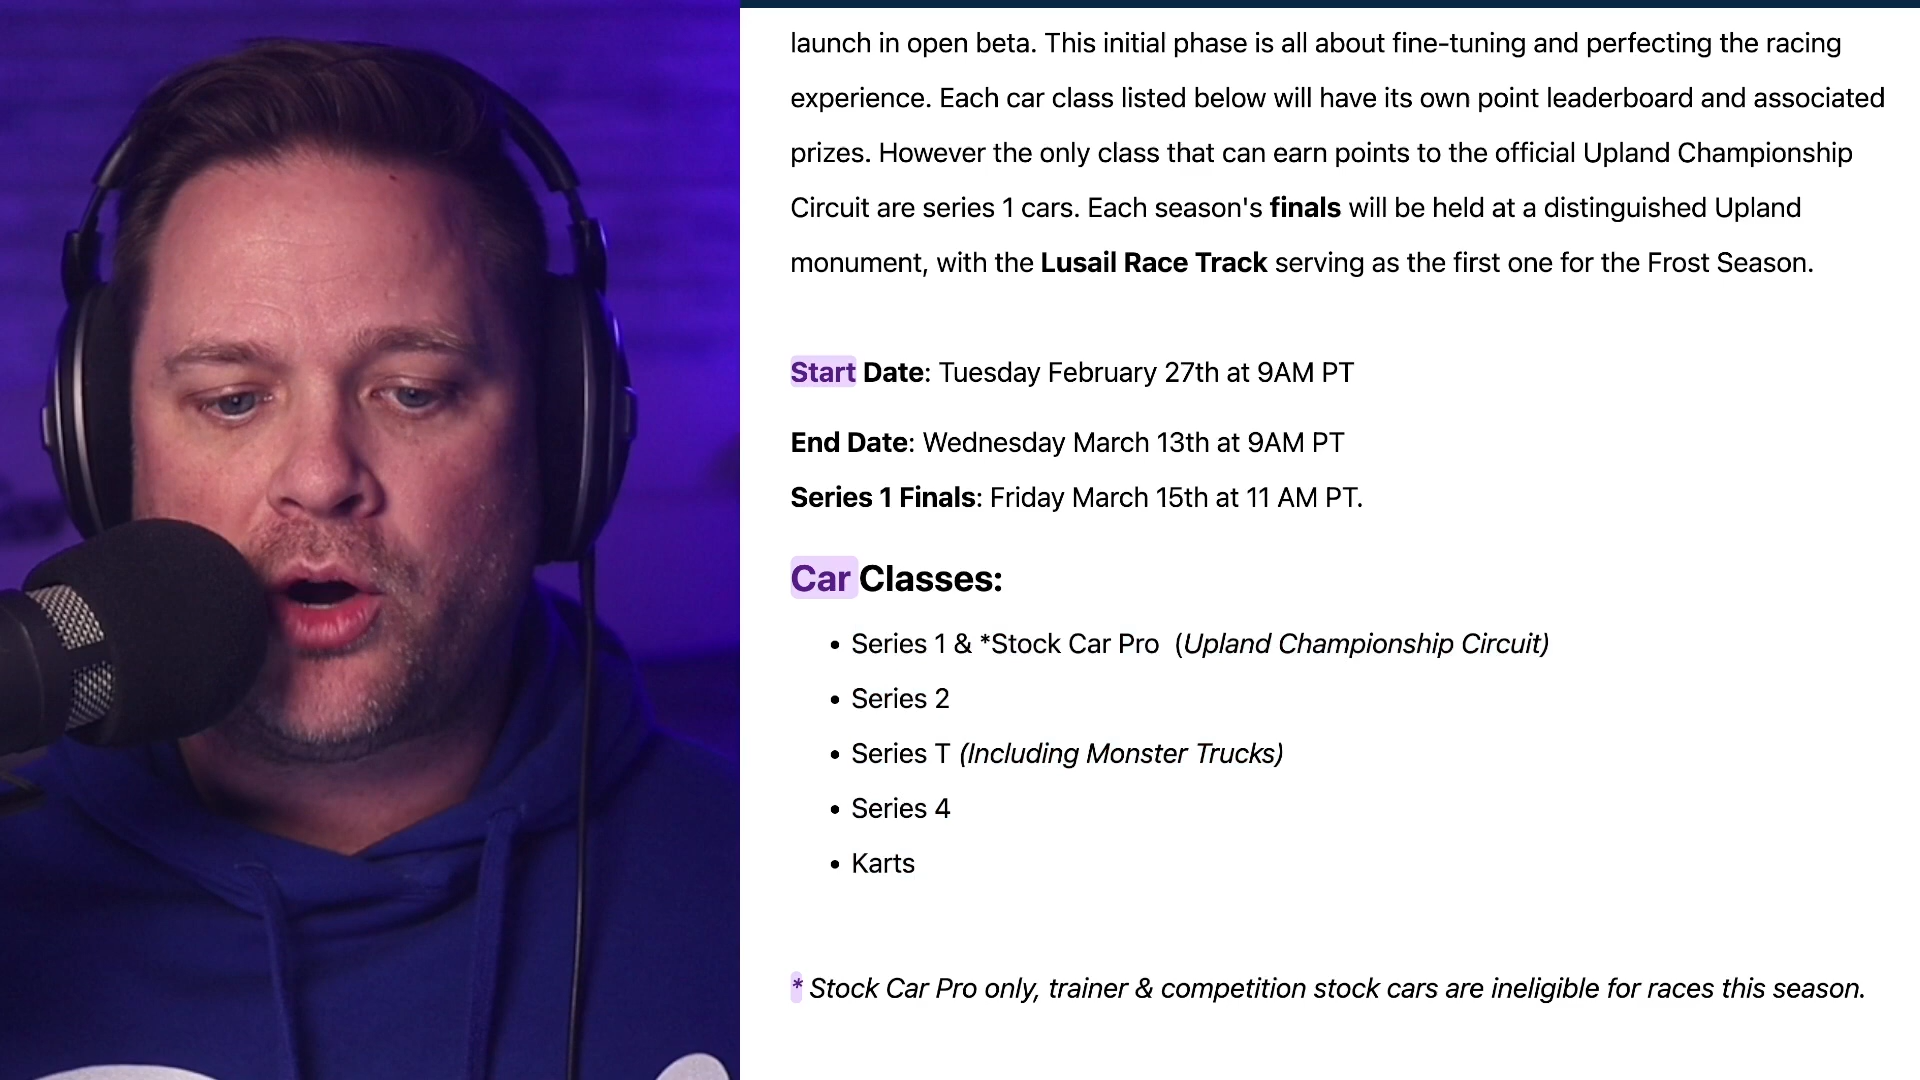 launch in open beta. This initial phase is all about fine-tuning and perfecting the racing
experience. Each car class listed below will have its own point leaderboard and associated
prizes. However the only class that can earn points to the official Upland Championship
Circuit are series 1 cars. Each season's finals will be held at a distinguished Upland
monument, with the Lusail Race Track serving as the first one for the Frost Season.
Start Date: Tuesday February 27th at 9AM PT
End Date: Wednesday March 13th at 9AM PT
Series 1 Finals: Friday March 15th at 11 AM PT.
Car Classes:
• Series 1 & *Stock Car Pro (Upland Championship Circuit)
• Series 2
• Series T (Including Monster Trucks)
• Series 4
• Karts
* Stock Car Pro only, trainer & competition stock cars are ineligible for races this season.